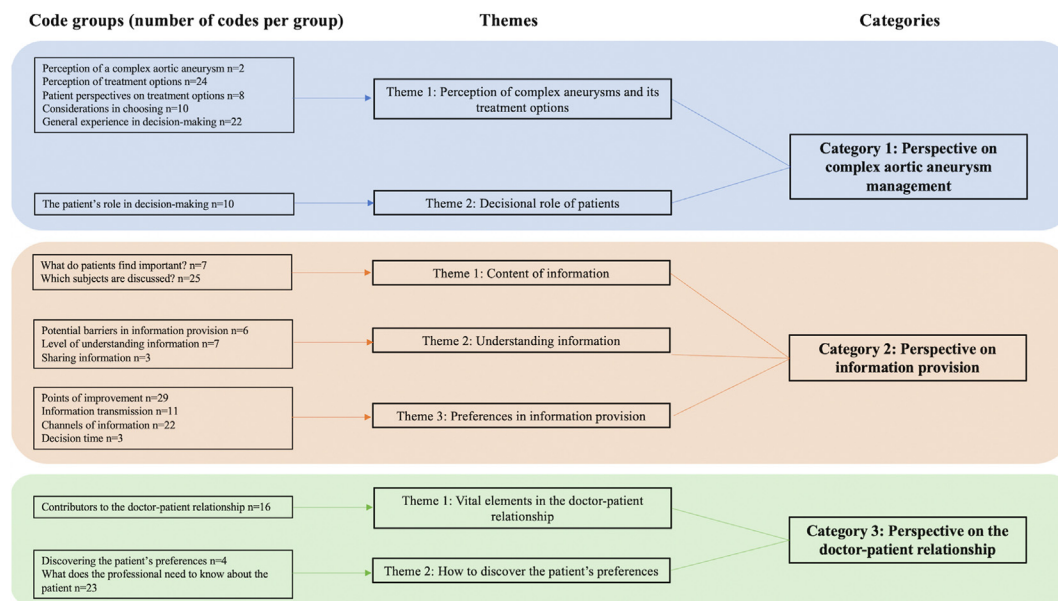 Code groups (number of codes per group)
Themes
Categories
Perception of a complex aortic aneurysm n=2
Perception of treatment options n=24
Patient perspectives on treatment options n=8
Considerations in choosing n=10
General experience in decision-making n=22
Theme 1: Perception of complex aneurysms and its
treatment options
The patient's role in decision-making n=10
Theme 2: Decisional role of patients
Category 1: Perspective on
complex aortic aneurysm
management
What do patients find important? n=7
Which subjects are discussed? n=25
Theme 1: Content of information
Potential barriers in information provision n=6
Level of understanding information n=7
Sharing information n=3
Theme 2: Understanding information
Points of improvement n=29
Information transmission n=11
Channels of information n=22
Decision time n=3
Theme 3: Preferences in information provision
Category 2: Perspective on
information provision
Contributors to the doctor-patient relationship n=16
Theme 1: Vital elements in the doctor-patient
relationship
Discovering the patient's preferences n=4
What does the professional need to know about the
patient n=23
Theme 2: How to discover the patient's preferences
Category 3: Perspective on the
doctor-patient relationship